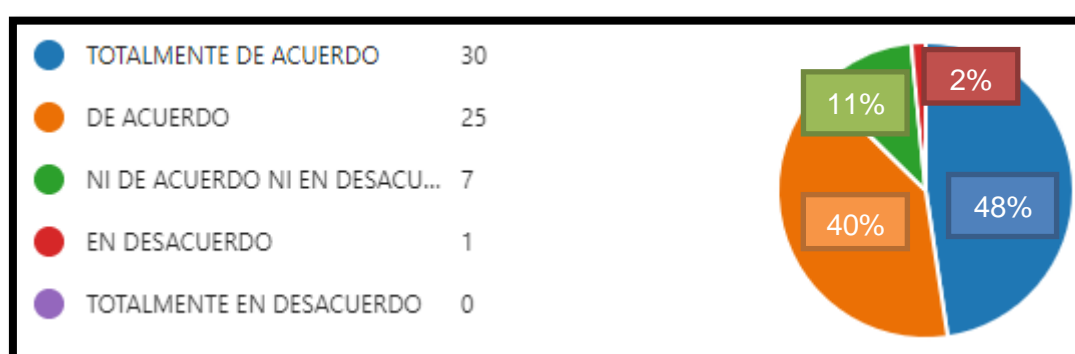 TOTALMENTE DE ACUERDO 30
DE ACUERDO 25
NI DE ACUERDO NI EN DESACU... 7
EN DESACUERDO 1
TOTALMENTE EN DESACUERDO 0
2%
11%
48%
40%